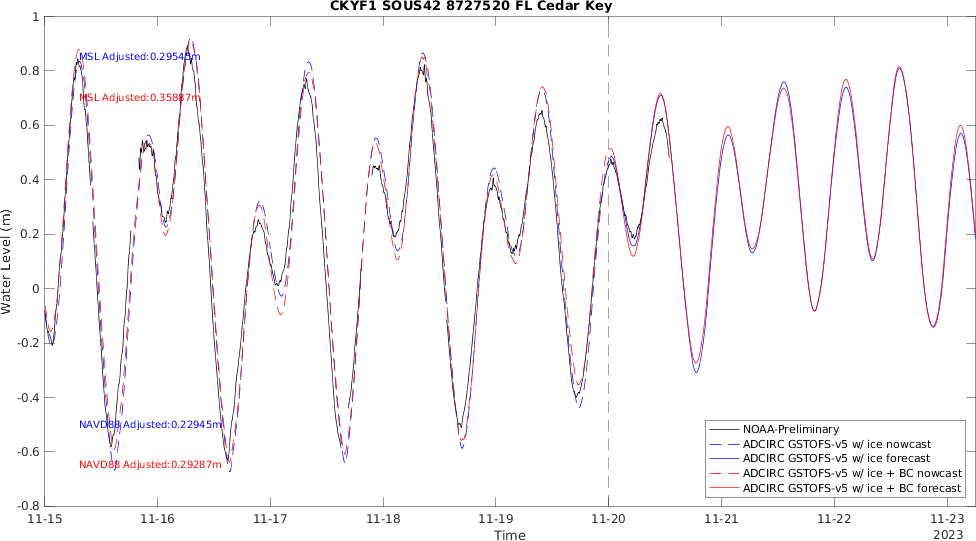 CKYF1 SOUS42 8727520 FL Cedar Key
1
0.8
0.6
0.4
0.2
0
-0.2
-0.4
-0.6
-0.8
Water Level (m)
MSL Adjusted:0.29545m
MSL Adjusted:0.35887m
NAVD88 Adjusted:0.22945m
NAVD88 Adjusted:0.29287m
NOAA-Preliminary
ADCIRC GSTOFS-v5 w/ ice nowcast
ADCIRC GSTOFS-v5 w/ ice forecast
ADCIRC GSTOFS-v5 w/ ice + BC nowcast
ADCIRC GSTOFS-v5 w/ ice + BC forecast
11-15 11-16 11-17 11-18 11-19 11-20 11-21 11-22 11-23
Time
2023